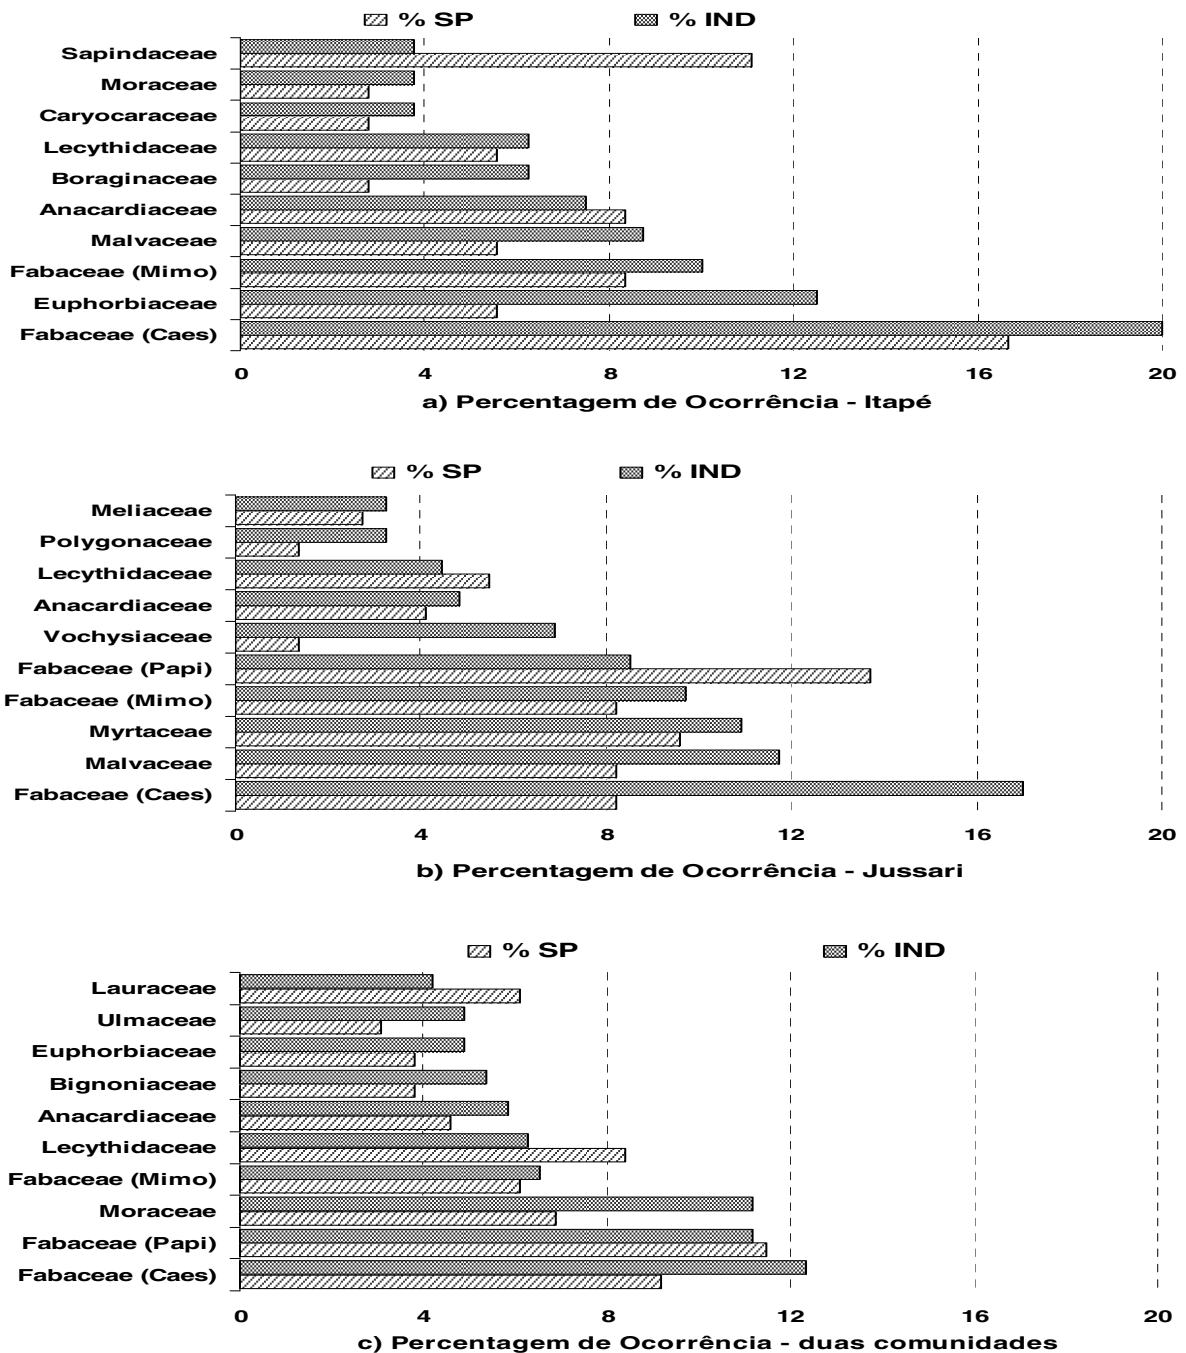 % SP % IND
Sapindaceae
Moraceae
Caryocaraceae
Lecythidaceae
Boraginaceae
Anacardiaceae
Malvaceae
Fabaceae (Mimo)
Euphorbiaceae
Fabaceae (Caes)
0 4 8 12 16 20
a) Percentagem de Ocorrência - Itapé
% SP % IND
Meliaceae
Polygonaceae
Lecythidaceae
Anacardiaceae
Vochysiaceae
Fabaceae (Papi)
Fabaceae (Mimo)
Myrtaceae
Malvaceae
Fabaceae (Caes)
0 4 8 12 16 20
b) Percentagem de Ocorrência - Jussari
% SP % IND
Lauraceae
Ulmaceae
Euphorbiaceae
Bignoniaceae
Anacardiaceae
Lecythidaceae
Fabaceae (Mimo)
Moraceae
Fabaceae (Papi)
Fabaceae (Caes)
0 4 8 12 16 20
c) Percentagem de Ocorrência - duas comunidades